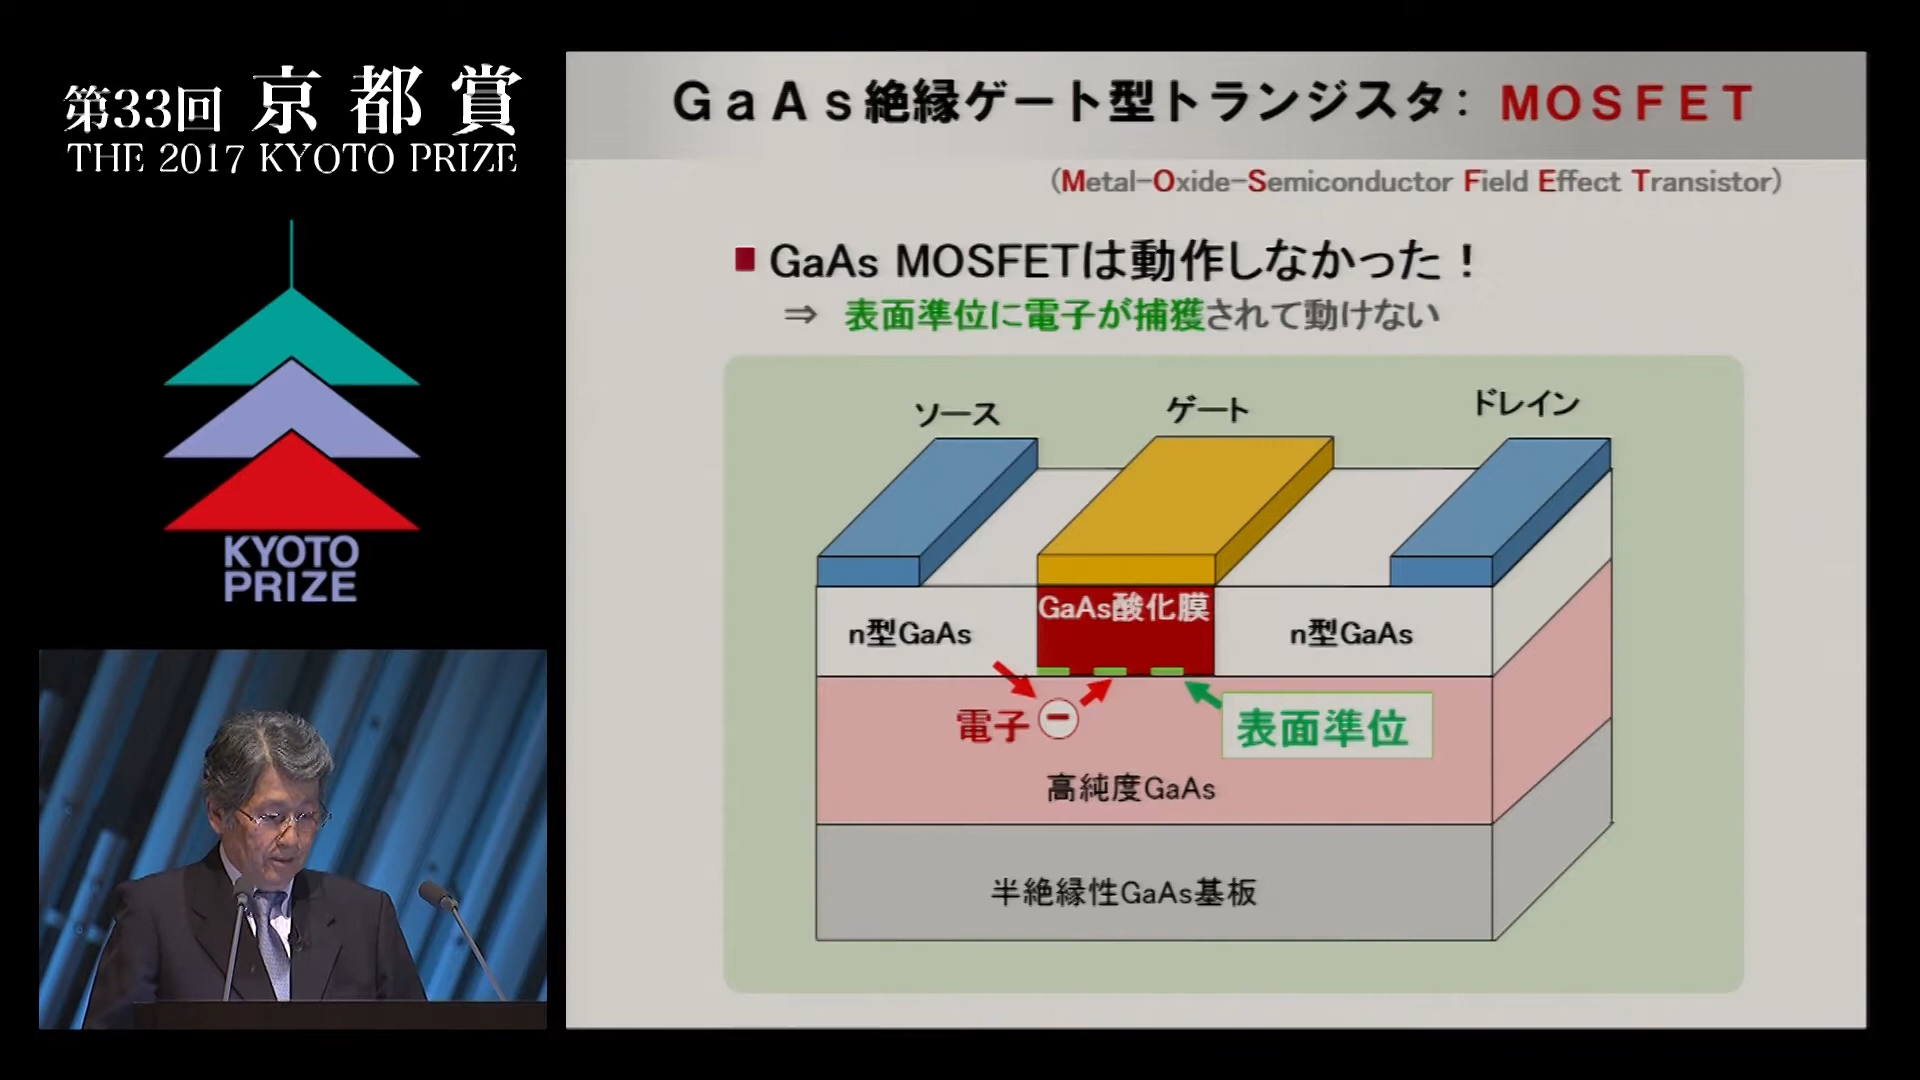 第33回 京都賞
THE 2017 KYOTO PRIZE
KYOTO
PRIZE
GaAs絶縁ゲート型トランジスタ: MOSFET
(Metal-Oxide-Semiconductor Field Effect Transistor)
GaAs MOSFETは動作しなかった！
⇒ 表面準位に電子が捕獲されて動けない
ソース
ゲート
ドレイン
GaAs酸化膜
n型GaAs
n型GaAs
電子
表面準位
高純度GaAs
半絶縁性GaAs基板